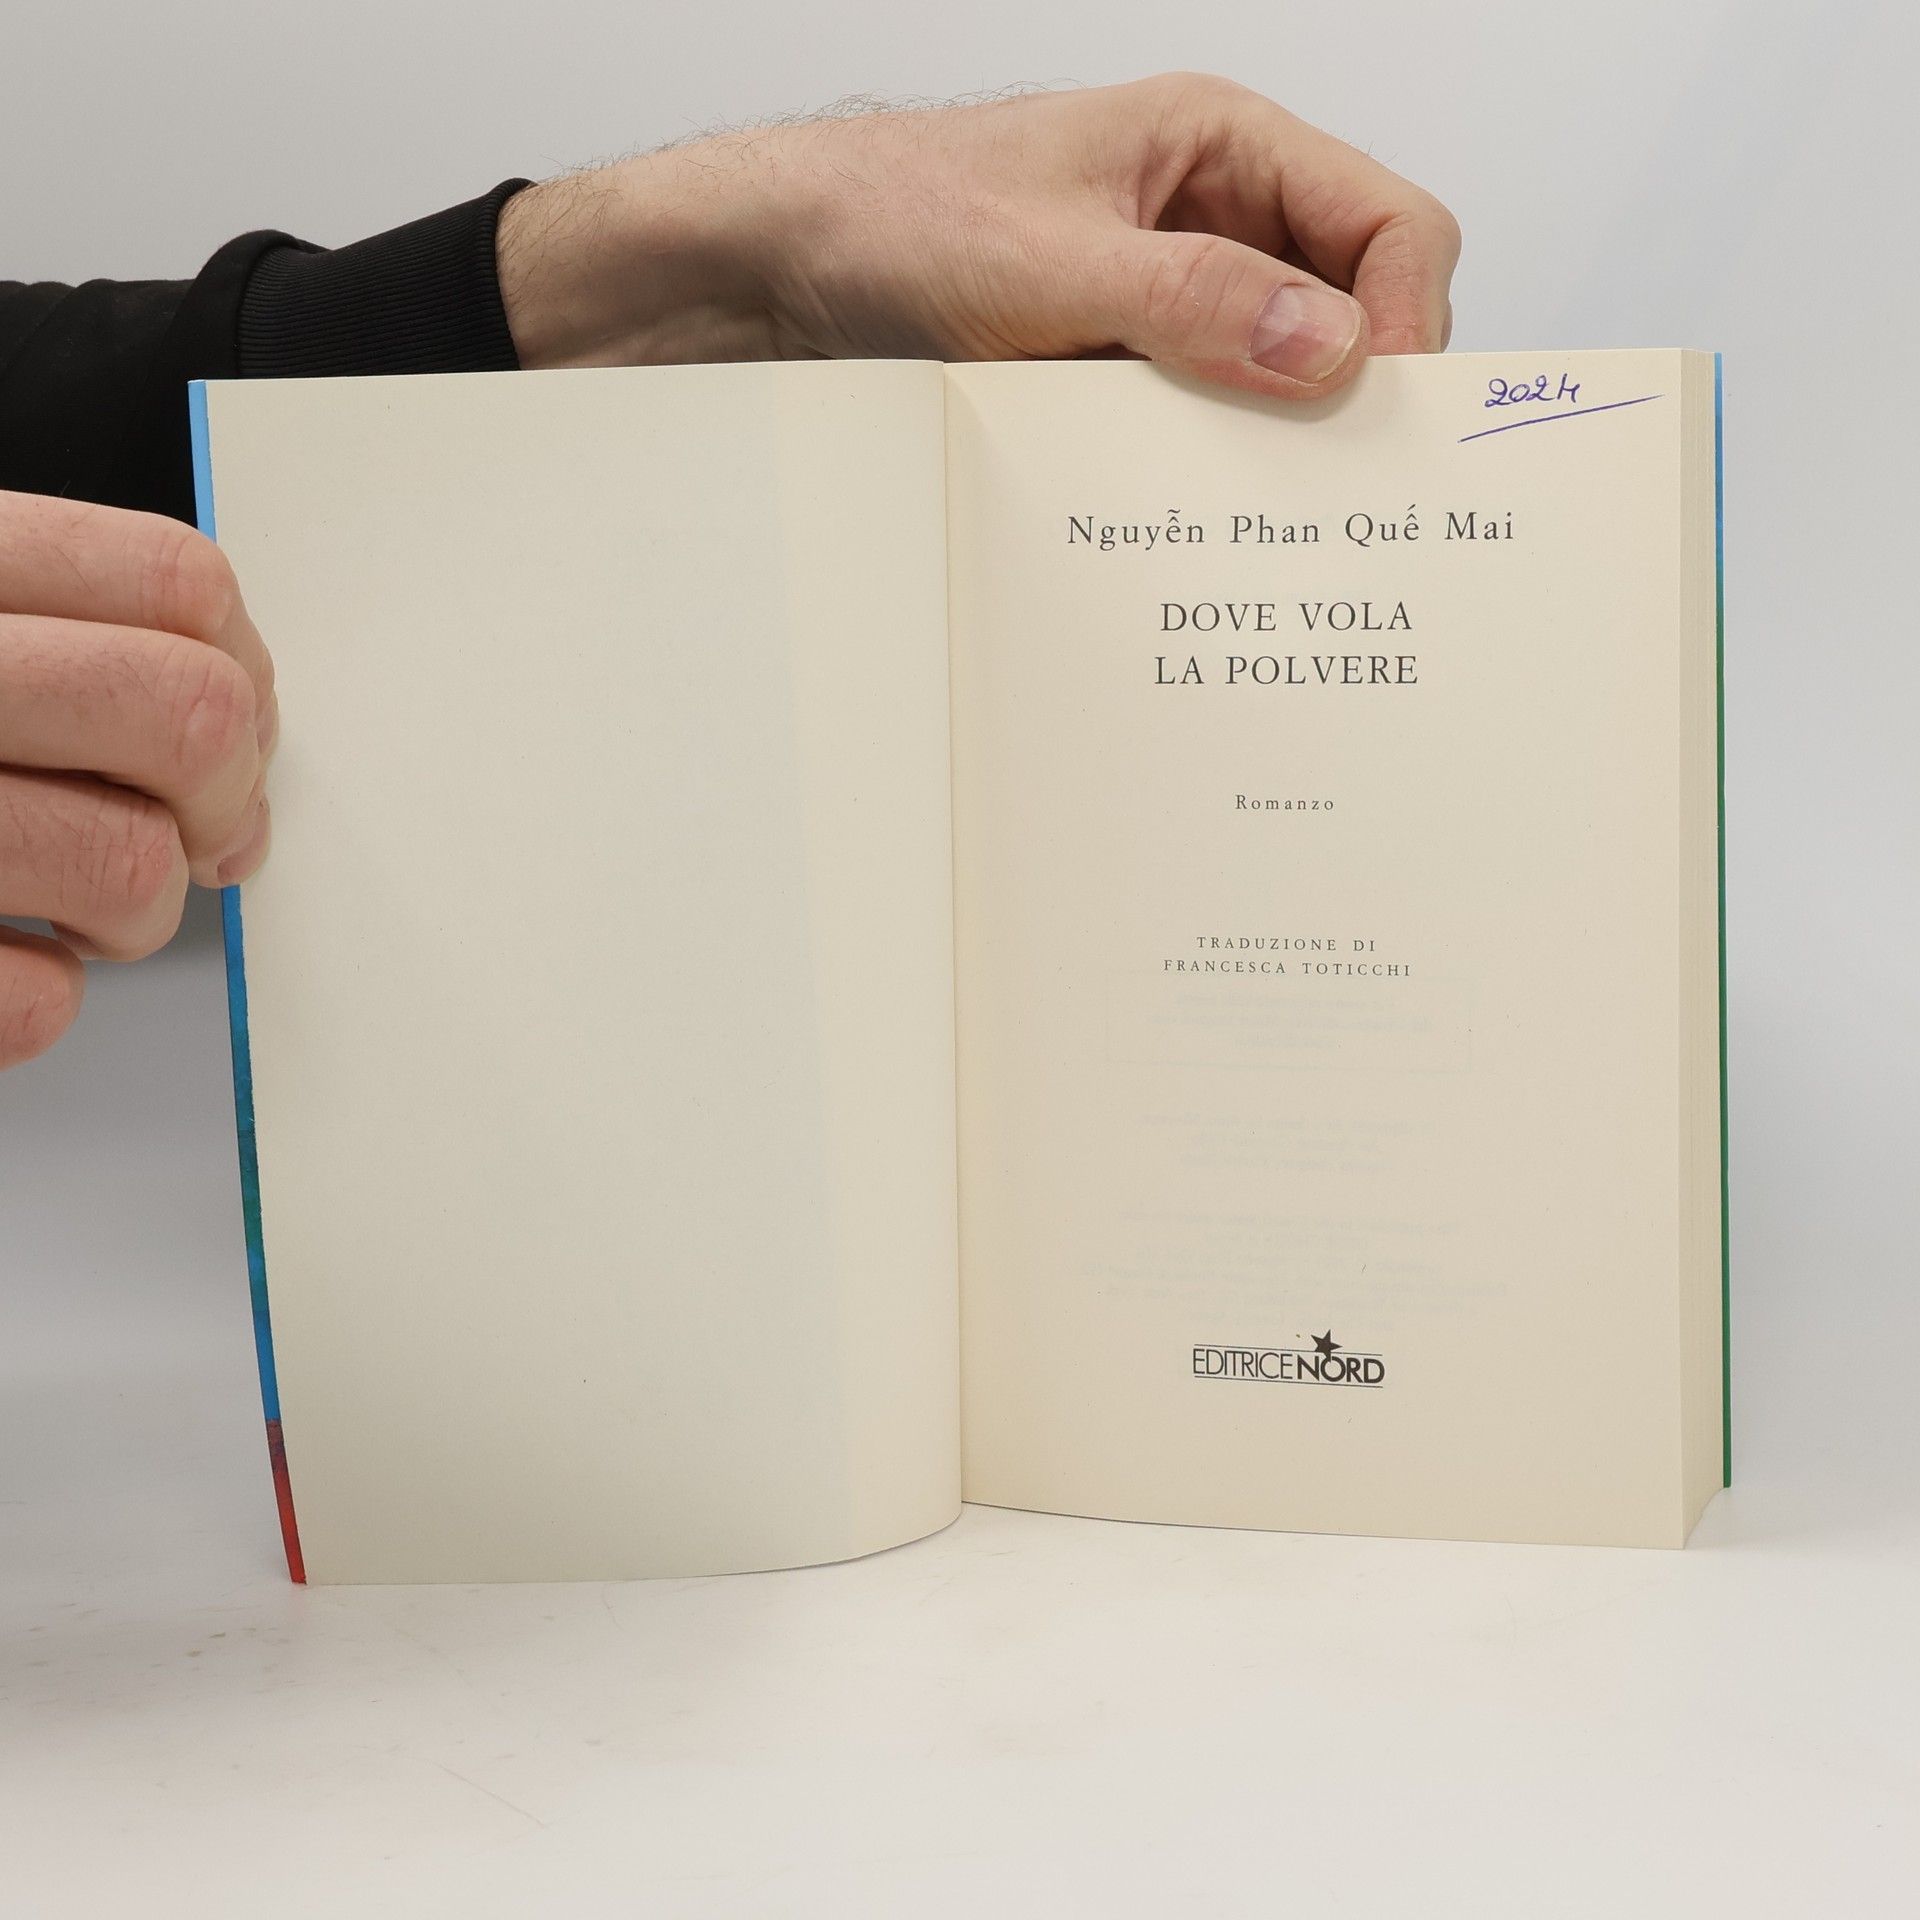 2024
Nguyễn Phan Quế Mai
DOVE VOLA
LA POLVERE
Romanzo
TRADUZIONE DI
FRANCESCA TOTICCHI
EDITRICE NORD